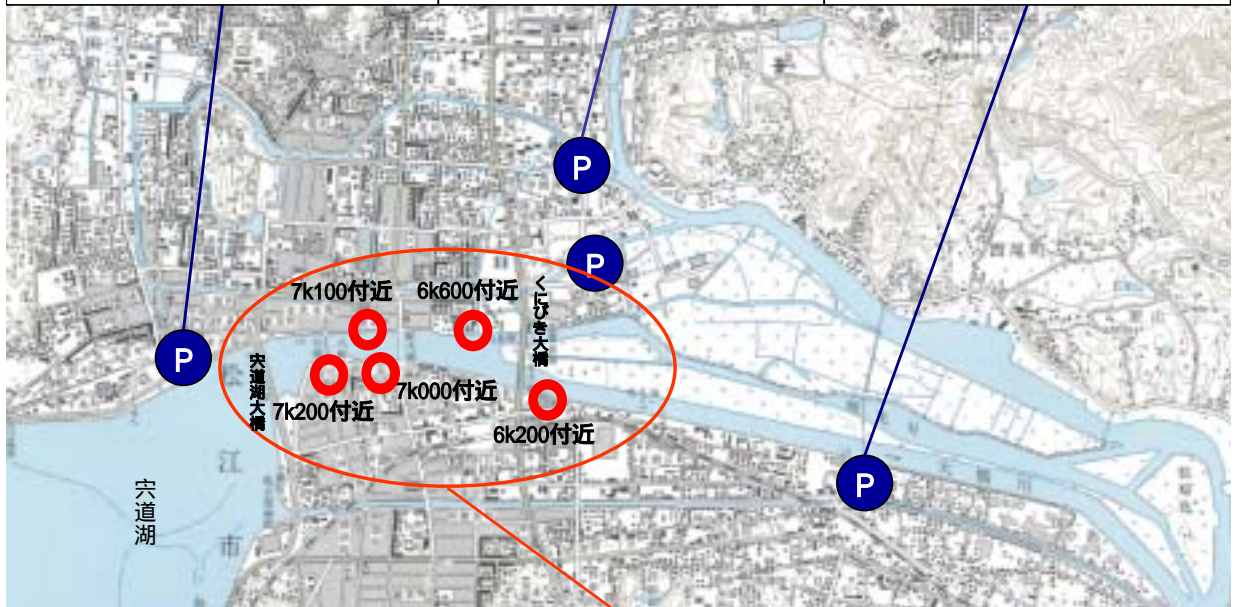 P
P
7k100付近
6k600付近
くにびき大橋
P
宍道湖大橋
7k200付近
7k000付近
6k200付近
P
宍道湖
江
市